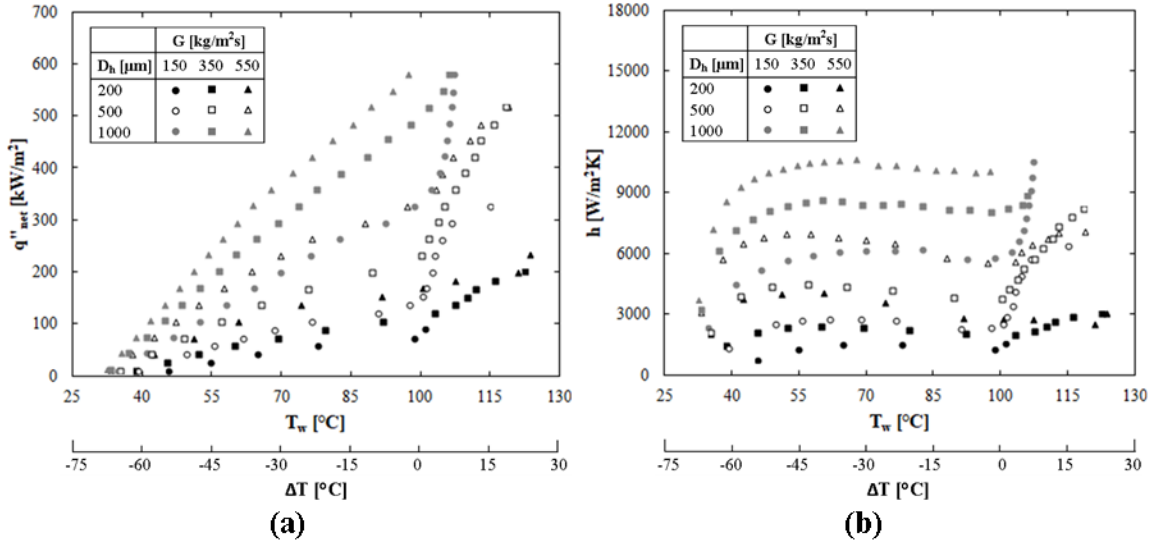 700
600
500
400
300
200
100
0
q''net [kW/m²]
G [kg/m²s]
Dh [µm] 150 350 550
200
500
1000
25 40 55 70 85 100 115 130
Tw [°C]
-75 -60 -45 -30 -15 0 15 30
ΔT [°C]
(a)
18000
15000
12000
9000
6000
3000
0
h [W/m²K]
G [kg/m²s]
Dh [µm] 150 350 550
200
500
1000
25 40 55 70 85 100 115 130
Tw [°C]
-75 -60 -45 -30 -15 0 15 30
ΔT [°C]
(b)